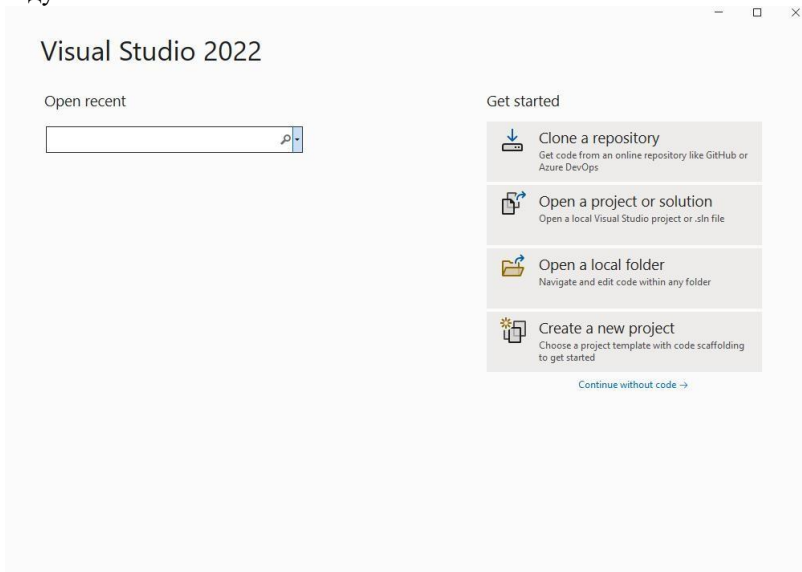 Visual Studio 2022
Open recent
Get started
Clone a repository
Get code from an online repository like GitHub or
Azure DevOps
Open a project or solution
Open a local Visual Studio project or .sln file
Open a local folder
Navigate and edit code within any folder
Create a new project
Choose a project template with code scaffolding
to get started
Continue without code →